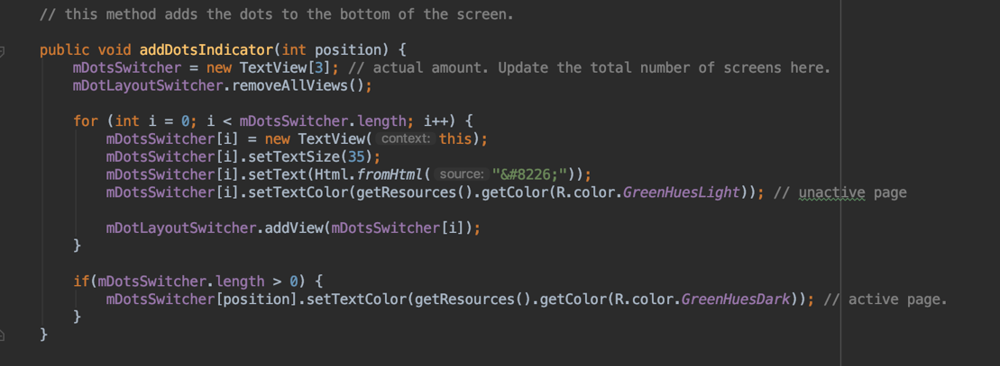 // this method adds the dots to the bottom of the screen.
public void addDotsIndicator(int position) {
mDotsSwitcher = new TextView[3]; // actual amount. Update the total number of screens here.
mDotLayoutSwitcher.removeAllViews();
for (int i = 0; i < mDotsSwitcher.length; i++) {
mDotsSwitcher[i] = new TextView( context: this);
mDotsSwitcher[i].setTextSize(35);
mDotsSwitcher[i].setText(Html.fromHtml( source: "&#8226;"));
mDotsSwitcher[i].setTextColor(getResources().getColor(R.color.GreenHuesLight)); // unactive page
mDotLayoutSwitcher.addView(mDotsSwitcher[i]);
}
if(mDotsSwitcher.length > 0) {
mDotsSwitcher[position].setTextColor(getResources().getColor(R.color.GreenHuesDark)); // active page.
}
}